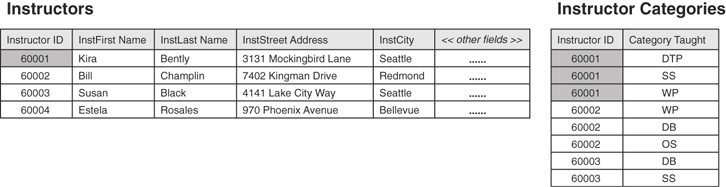 Instructors
Instructor ID InstFirst Name InstLast Name InstStreet Address InstCity << other fields >>
60001 Kira Bently 3131 Mockingbird Lane Seattle ......
60002 Bill Champlin 7402 Kingman Drive Redmond ......
60003 Susan Black 4141 Lake City Way Seattle ......
60004 Estela Rosales 970 Phoenix Avenue Bellevue ......
Instructor Categories
Instructor ID Category Taught
60001 DTP
60001 SS
60001 WP
60002 WP
60002 DB
60002 OS
60003 DB
60003 SS